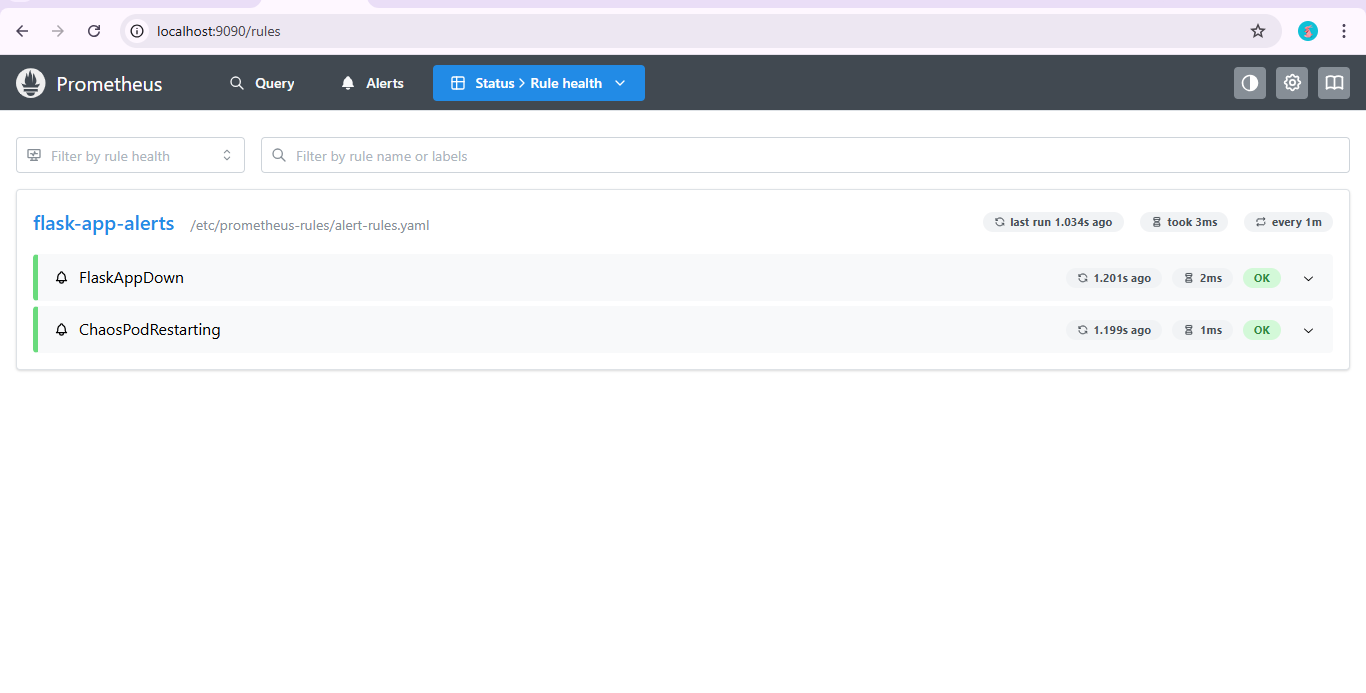 localhost:9090/rules
Prometheus Query Alerts Status > Rule health
Filter by rule health Filter by rule name or labels
flask-app-alerts /etc/prometheus-rules/alert-rules.yaml last run 1.034s ago took 3ms every 1m
FlaskAppDown 1.201s ago 2ms OK
ChaosPodRestarting 1.199s ago 1ms OK